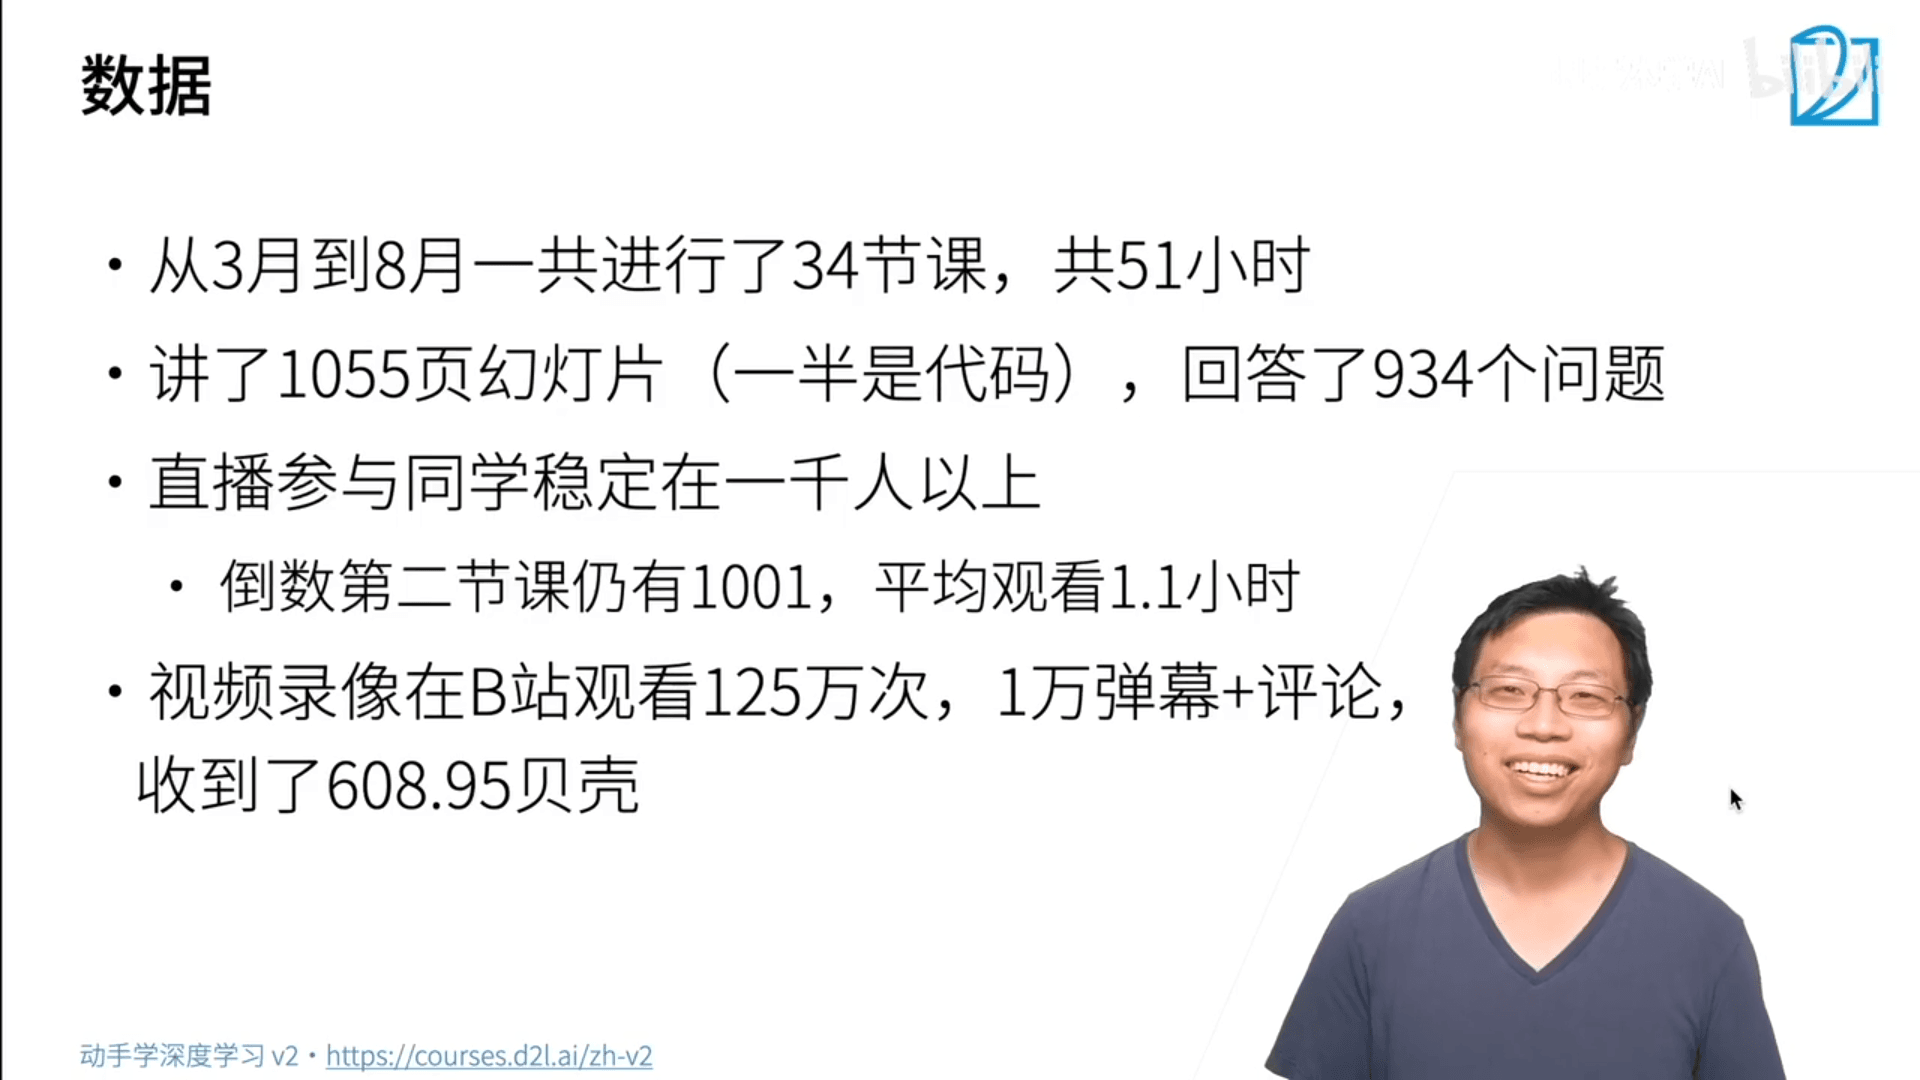 数据
• 从3月到8月一共进行了34节课，共51小时
• 讲了1055页幻灯片（一半是代码），回答了934个问题
• 直播参与同学稳定在一千人以上
• 倒数第二节课仍有1001，平均观看1.1小时
• 视频录像在B站观看125万次，1万弹幕+评论，
收到了608.95贝壳
动手学深度学习 v2 • https://courses.d2l.ai/zh-v2